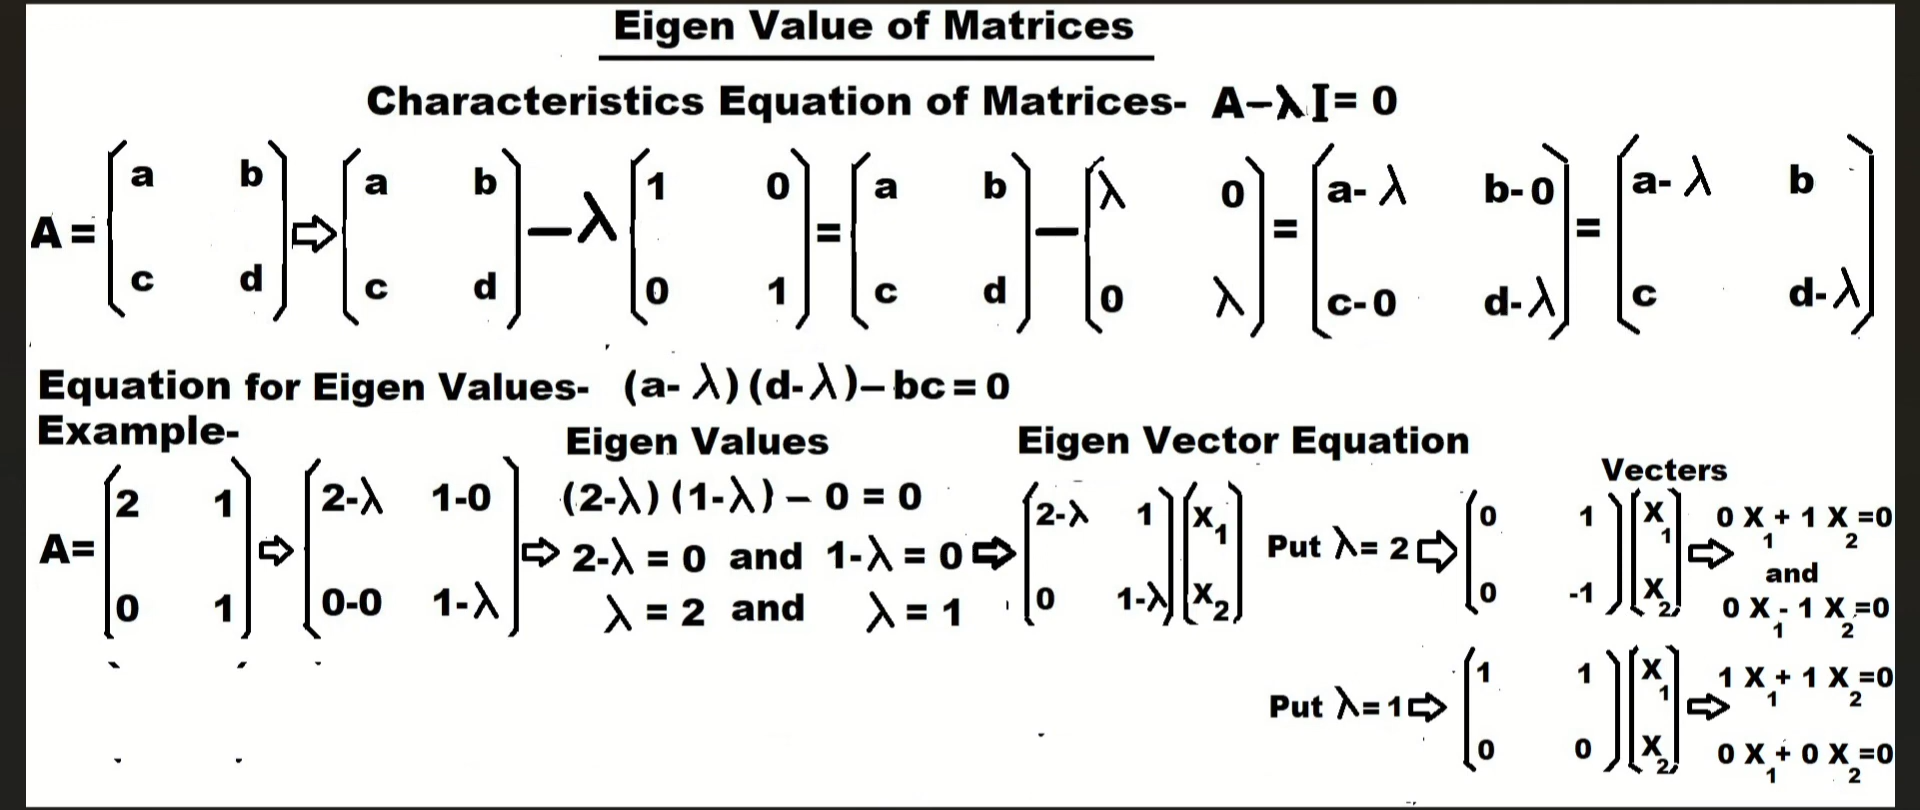 Eigen Value of Matrices
Characteristics Equation of Matrices- A-λI= 0
A = (a b; c d) ⇨ (a b; c d) - λ (1 0; 0 1) = (a b; c d) - (λ 0; 0 λ) = (a- λ b-0; c-0 d-λ) = (a- λ b; c d-λ)
Equation for Eigen Values- (a- λ) (d-λ)-bc=0
Example-
Eigen Values
Eigen Vector Equation
Vecters
A= (2 1; 0 1) ⇨ (2-λ 1-0; 0-0 1-λ) ⇨
(2-λ) (1-λ) - 0 = 0
2-λ = 0 and 1-λ = 0 ⇨
λ = 2 and λ = 1
(2-λ 1; 0 1-λ) (X₁; X₂)
Put λ= 2 ⇨ (0 1; 0 -1) (X₁; X₂) ⇨ 0 X₁ + 1 X₂ =0
and
0 X₁ - 1 X₂ =0
Put λ= 1 ⇨ (1 1; 0 0) (X₁; X₂) ⇨ 1 X₁ + 1 X₂ =0
0 X₁ + 0 X₂ =0